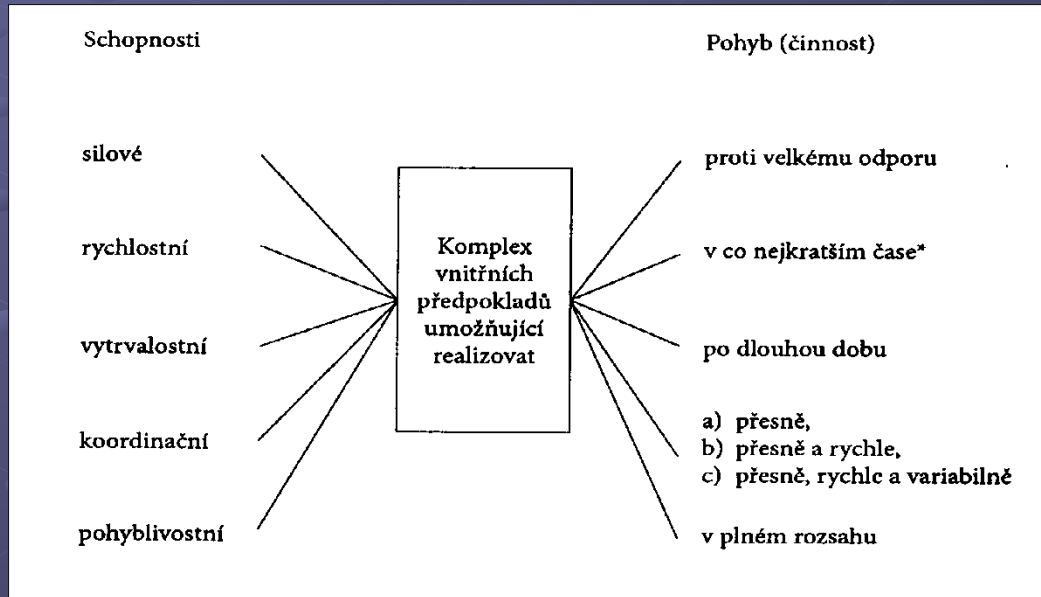 Schopnosti
Pohyb (činnost)
silové
rychlostní
vytrvalostní
koordinační
pohyblivostní
Komplex
vnitřních
předpokladů
umožňující
realizovat
proti velkému odporu
v co nejkratším čase*
po dlouhou dobu
a) přesně,
b) přesně a rychle,
c) přesně, rychle a variabilně
v plném rozsahu